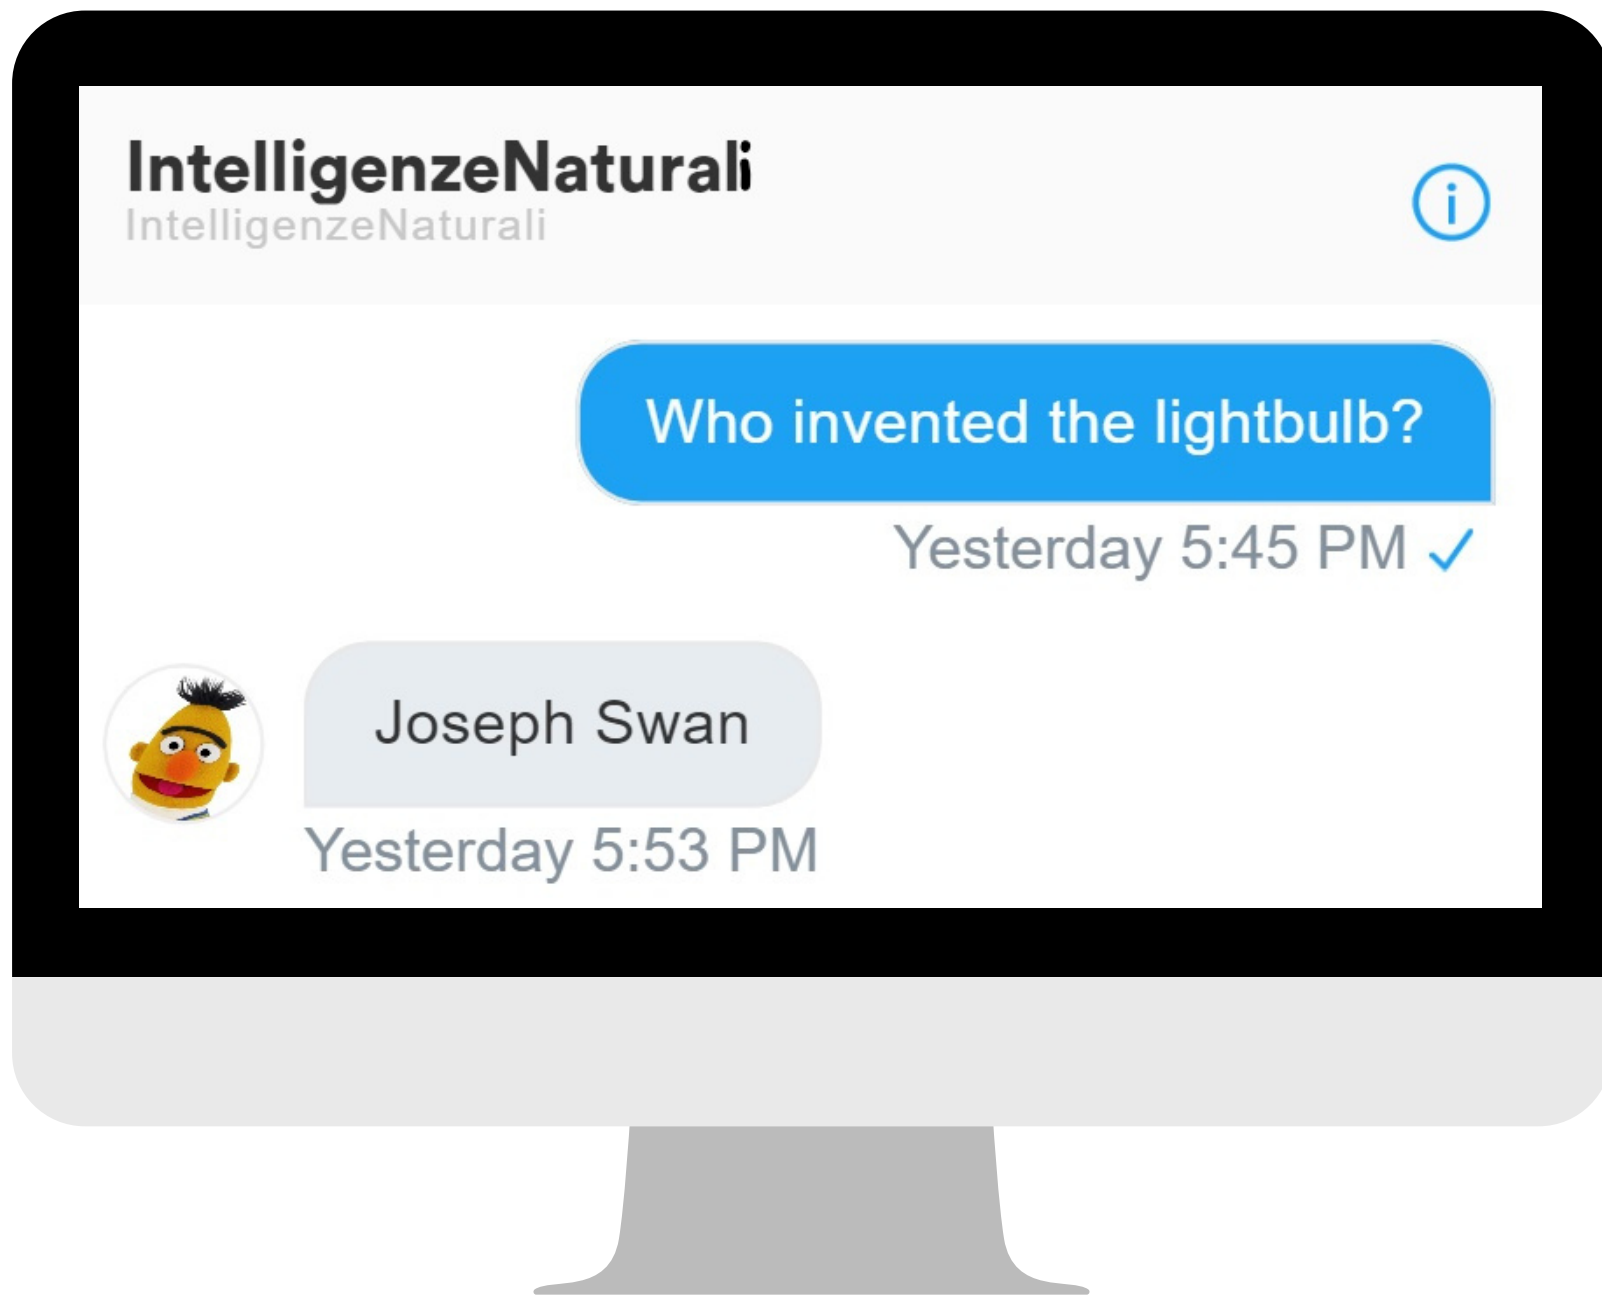 IntelligenzeNaturali
IntelligenzeNaturali
Who invented the lightbulb?
Yesterday 5:45 PM
Joseph Swan
Yesterday 5:53 PM